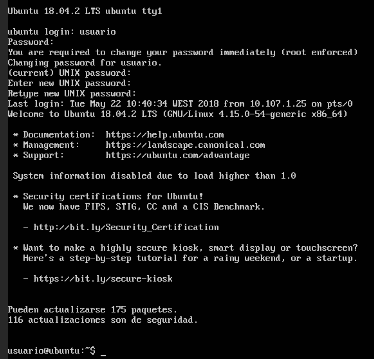 Ubuntu 18.04.2 LTS ubuntu tty1
ubuntu login: usuario
Password:
You are required to change your password immediately (root enforced)
Changing password for usuario.
(current) UNIX password:
Enter new UNIX password:
Retype new UNIX password:
Last login: Tue May 22 10:40:34 WEST 2018 from 10.107.1.25 on pts/0
Welcome to Ubuntu 18.04.2 LTS (GNU/Linux 4.15.0-54-generic x86_64)
* Documentation:  https://help.ubuntu.com
* Management:     https://landscape.canonical.com
* Support:        https://ubuntu.com/advantage
System information disabled due to load higher than 1.0
* Security certifications for Ubuntu!
We now have FIPS, STIG, CC and a CIS Benchmark.
- http://bit.ly/Security_Certification
* Want to make a highly secure kiosk, smart display or touchscreen?
Here's a step-by-step tutorial for a rainy weekend, or a startup.
- https://bit.ly/secure-kiosk
Pueden actualizarse 175 paquetes.
116 actualizaciones son de seguridad.
usuario@ubuntu:~$ _